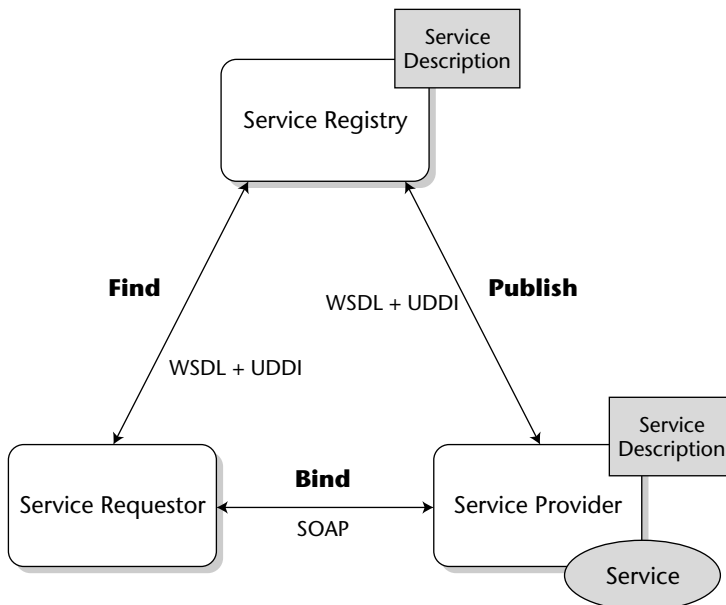 Service
Description
Service Registry
Find
Publish
WSDL + UDDI
WSDL + UDDI
Service
Description
Service Requestor
Bind
SOAP
Service Provider
Service